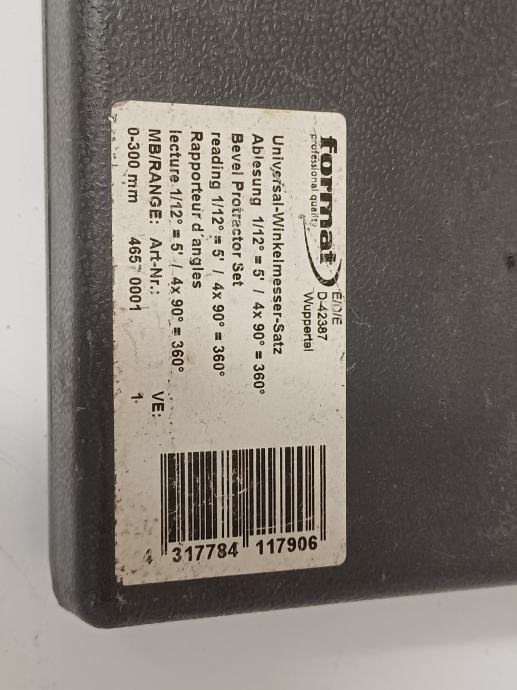 format
professional quality
E/D/E
D-42387
Wuppertal
Universal-Winkelmesser-Satz
Ablesung 1/12° = 5' / 4x 90° = 360°
Bevel Protractor Set
reading 1/12° = 5' / 4x 90° = 360°
Rapporteur d´angles
lecture 1/12° = 5' / 4x 90° = 360°
MB/RANGE: Art-Nr.: VE:
0-300 mm 465 0001 1
4 317784 117906